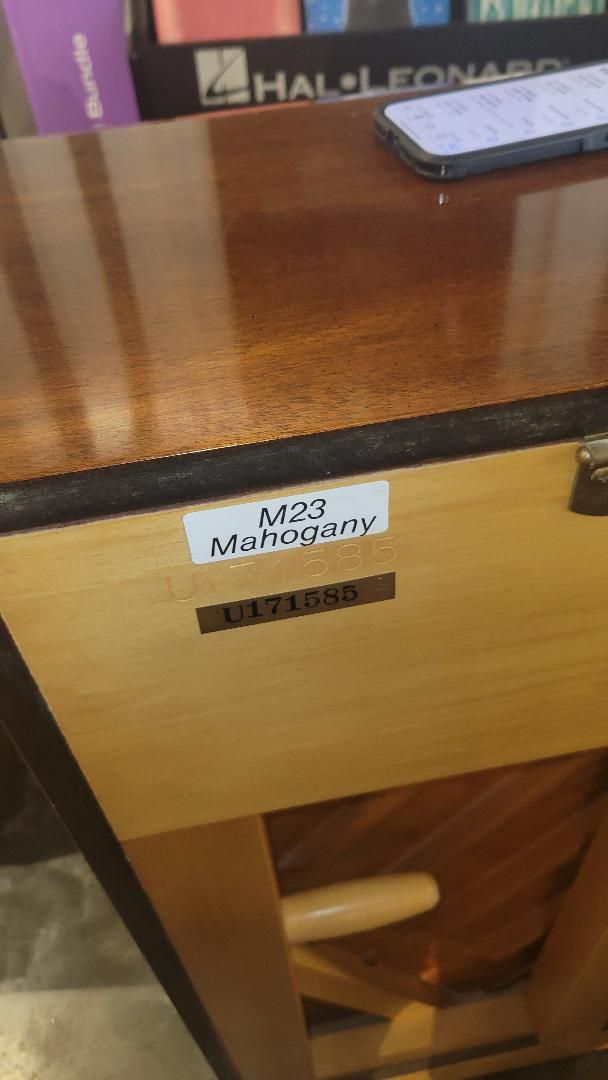 Bundle
HAL•LEONARD
M23
Mahogany
U171585
U171585